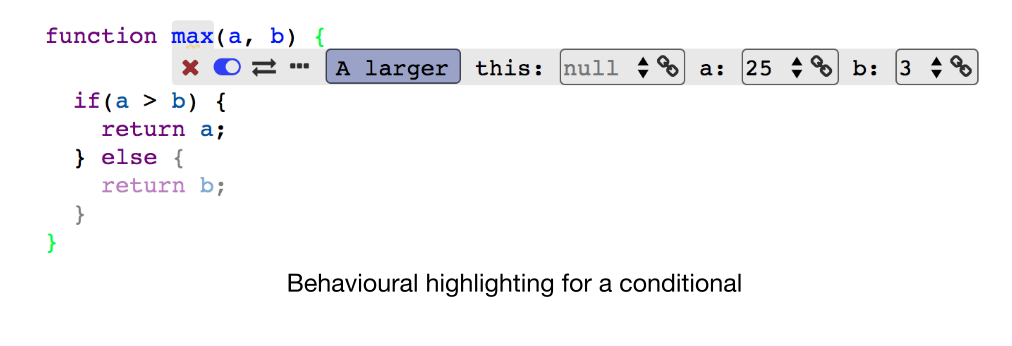 function max(a, b) {
A larger this: null a: 25 b: 3
if(a > b) {
return a;
} else {
return b;
}
}
Behavioural highlighting for a conditional